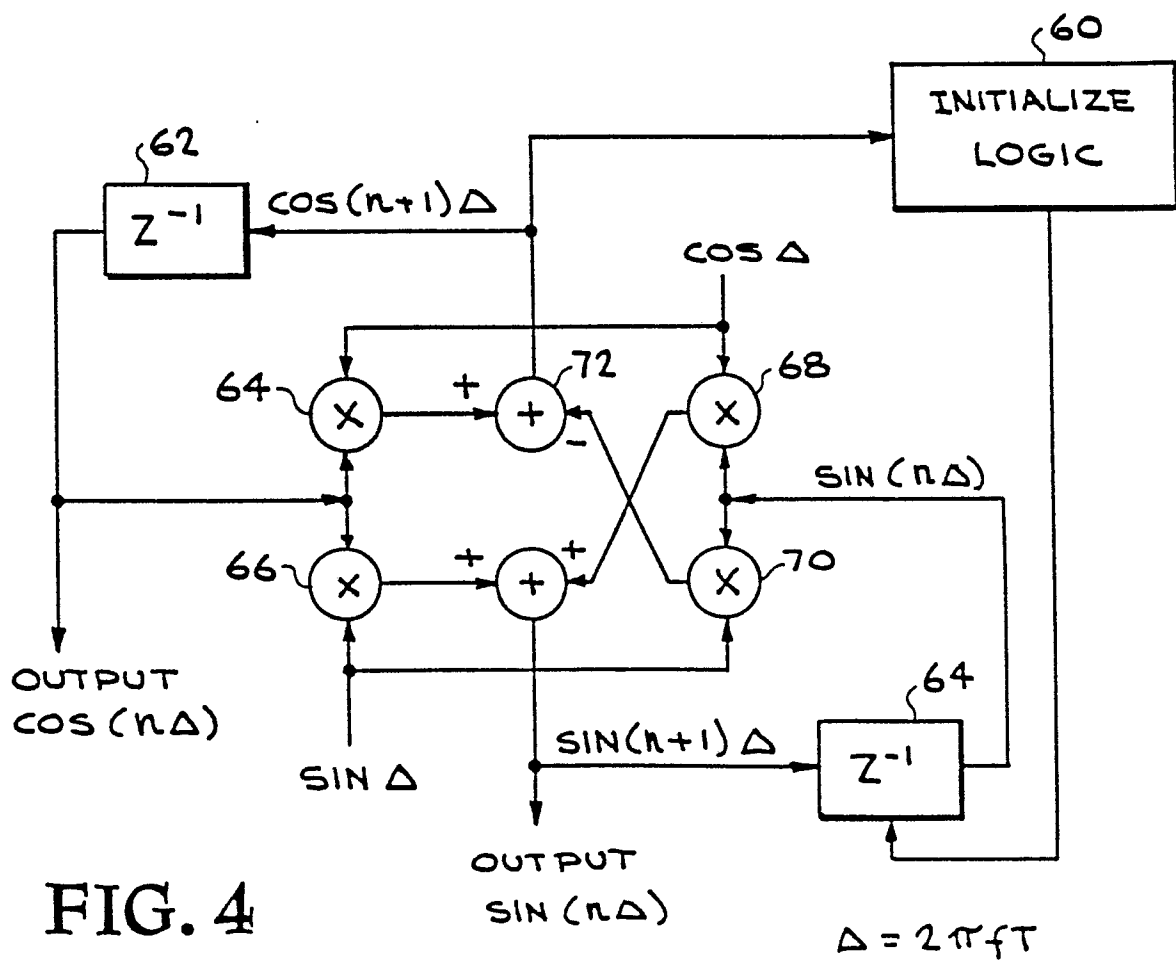 60
INITIALIZE
LOGIC
62
Z⁻¹
COS(n+1)Δ
COS Δ
64
×
+
72
+
−
68
×
SIN(nΔ)
66
×
+
+
+
70
×
OUTPUT
COS(nΔ)
SIN Δ
SIN(n+1)Δ
64
Z⁻¹
OUTPUT
SIN(nΔ)
FIG. 4
Δ = 2πfT